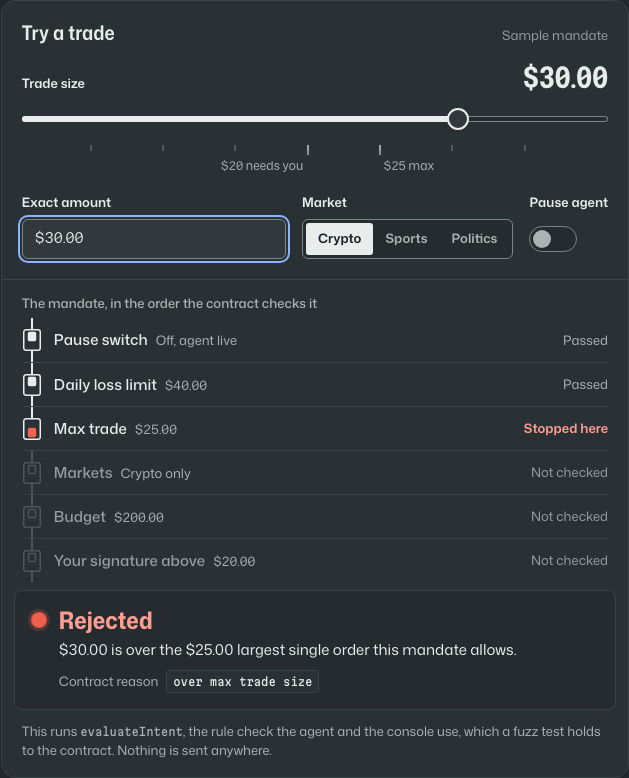 Try a trade
Sample mandate
Trade size
$30.00
$20 needs you
$25 max
Exact amount
Market
Pause agent
$30.00
Crypto
Sports
Politics
The mandate, in the order the contract checks it
Pause switch Off, agent live Passed
Daily loss limit $40.00 Passed
Max trade $25.00 Stopped here
Markets Crypto only Not checked
Budget $200.00 Not checked
Your signature above $20.00 Not checked
Rejected
$30.00 is over the $25.00 largest single order this mandate allows.
Contract reason over max trade size
This runs evaluateIntent, the rule check the agent and the console use, which a fuzz test holds
to the contract. Nothing is sent anywhere.